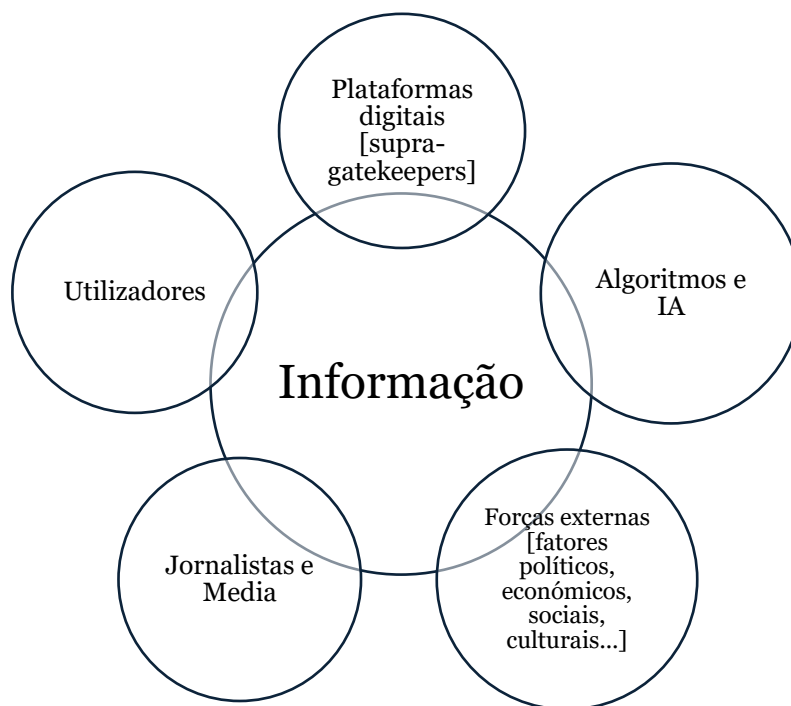 Plataformas
digitais
[supra-
gatekeepers]
Utilizadores
Algoritmos e
IA
Informação
Jornalistas e
Media
Forças externas
[fatores
políticos,
económicos,
sociais,
culturais...]